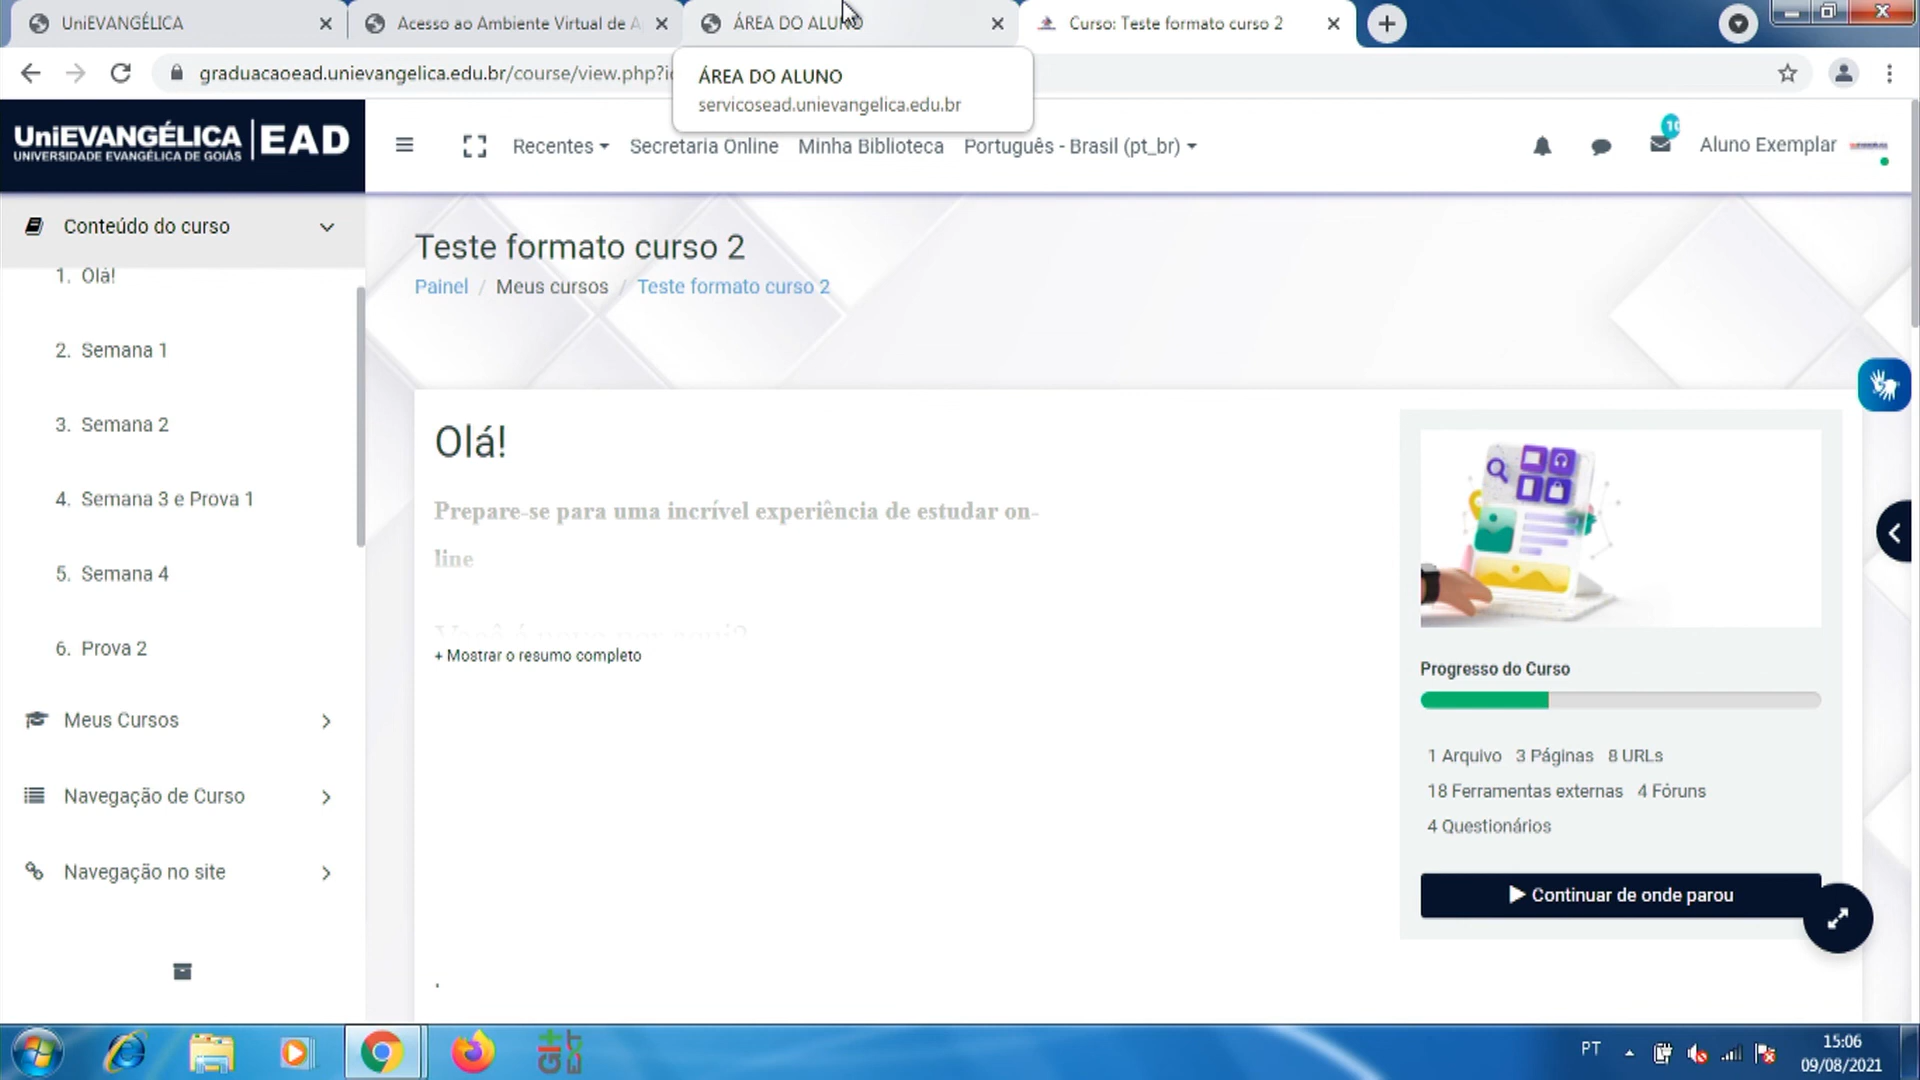 UniEVANGÉLICA
Acesso ao Ambiente Virtual de A
ÁREA DO ALUNO
Curso: Teste formato curso 2
graduacaoead.unievangelica.edu.br/course/view.php?i
ÁREA DO ALUNO
servicosead.unievangelica.edu.br
UniEVANGÉLICA EAD
UNIVERSIDADE EVANGÉLICA DE GOIÁS
Recentes
Secretaria Online
Minha Biblioteca
Português - Brasil (pt_br)
10
Aluno Exemplar
Conteúdo do curso
1. Olá!
2. Semana 1
3. Semana 2
4. Semana 3 e Prova 1
5. Semana 4
6. Prova 2
Meus Cursos
Navegação de Curso
Navegação no site
Teste formato curso 2
Painel / Meus cursos / Teste formato curso 2
Olá!
Prepare-se para uma incrível experiência de estudar on-
line
Você é novo por aqui?
+ Mostrar o resumo completo
.
Progresso do Curso
1 Arquivo 3 Páginas 8 URLs
18 Ferramentas externas 4 Fóruns
4 Questionários
Continuar de onde parou
PT
15:06
09/08/2021